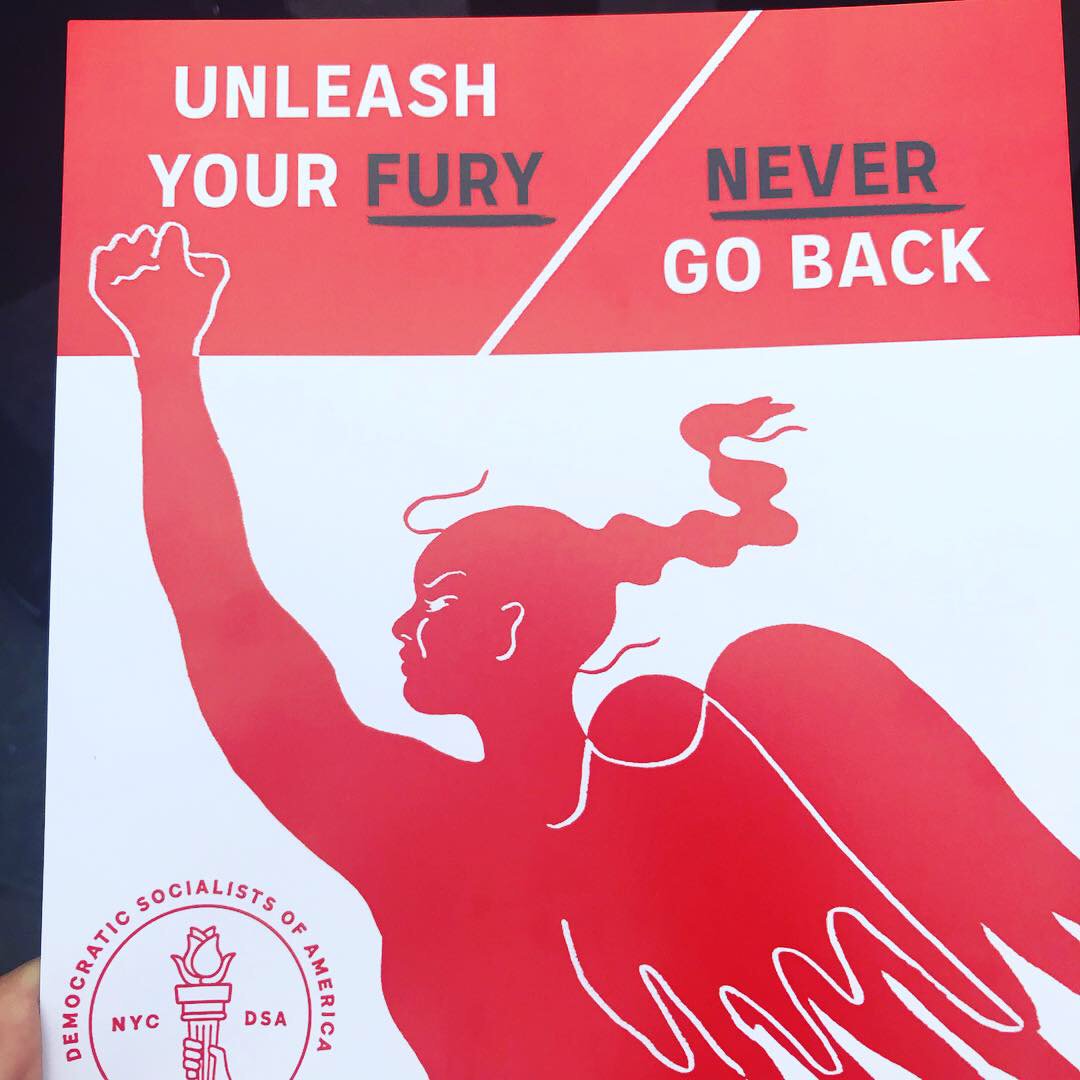 UNLEASH
YOUR FURY
NEVER
GO BACK
DEMOCRATIC SOCIALISTS OF AMERICA
NYC DSA